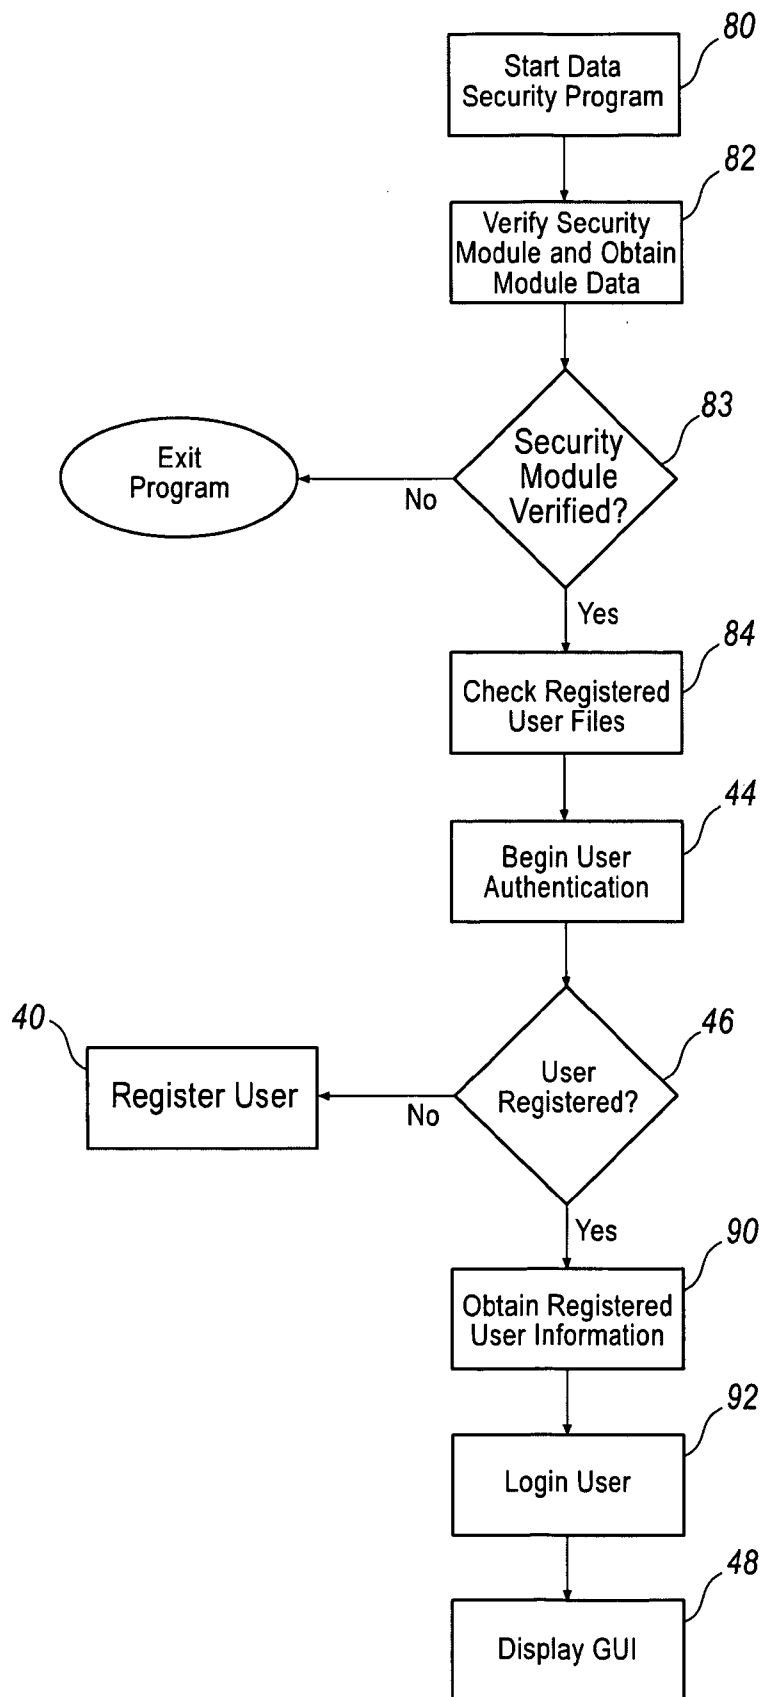 80
Start Data
Security Program
82
Verify Security
Module and Obtain
Module Data
83
Security
Module
Verified?
Exit
Program
No
Yes
84
Check Registered
User Files
44
Begin User
Authentication
40
Register User
46
User
Registered?
No
Yes
90
Obtain Registered
User Information
92
Login User
48
Display GUI